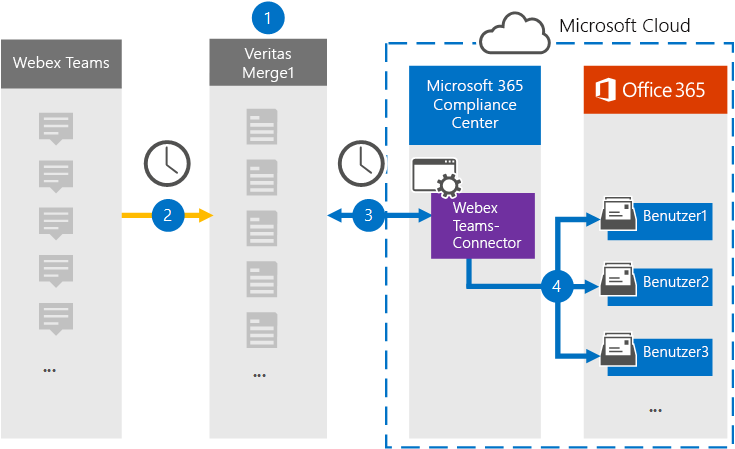 1
Microsoft Cloud
Webex Teams
Veritas
Merge1
Microsoft 365
Compliance
Center
Office 365
2
3
Webex
Teams-
Connector
4
Benutzer1
Benutzer2
Benutzer3
...
...
...